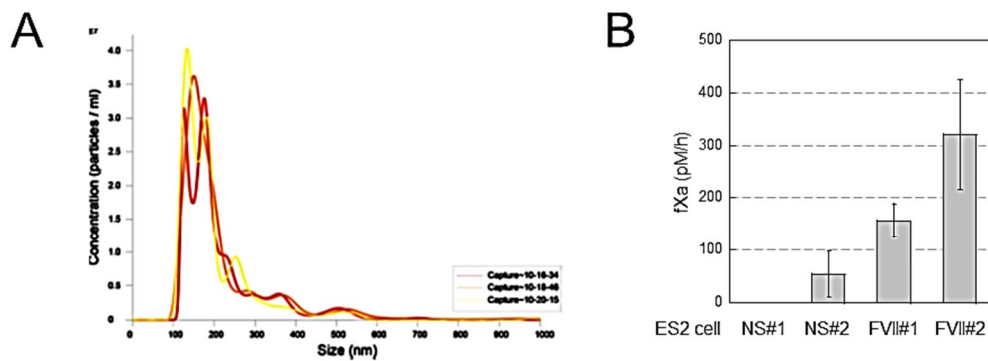 A
E7
Concentration (particles / ml)
4.0
3.5
3.0
2.5
2.0
1.5
1.0
0.5
0
0 100 200 300 400 500 600 700 800 900 1000
Size (nm)
Capture~10-16-34
Capture~10-18-46
Capture~10-20-15
B
fXa (pM/h)
500
400
300
200
100
0
ES2 cell NS#1 NS#2 FVII#1 FVII#2